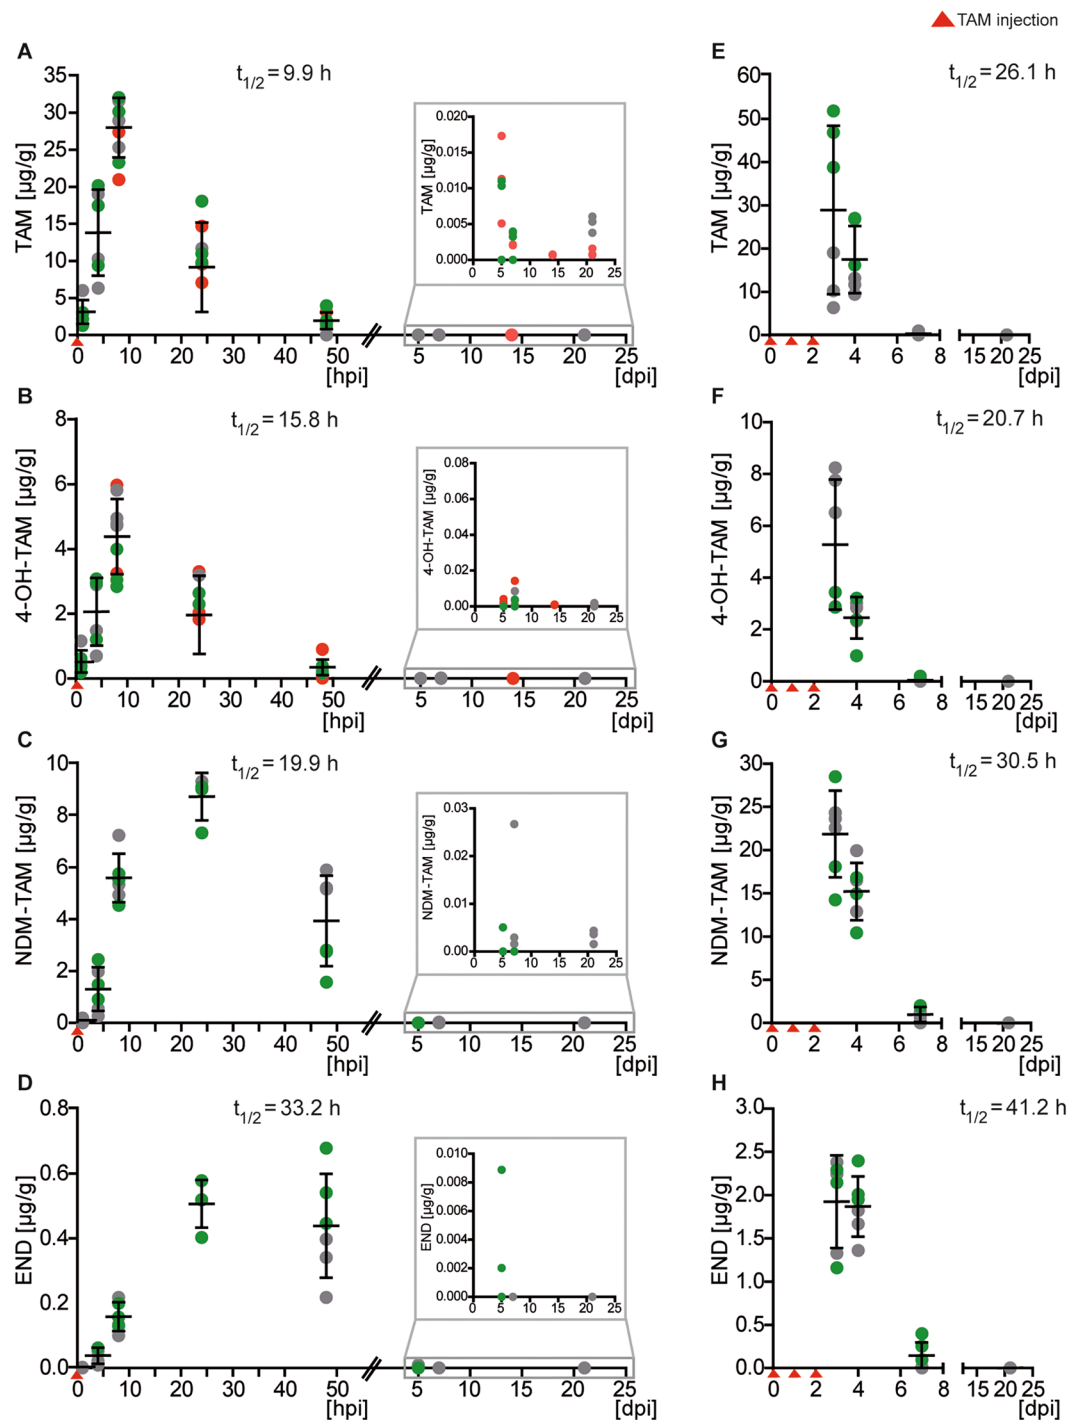 TAM injection
A
t1/2 = 9.9 h
TAM [µg/g]
35
30
25
20
15
10
5
0
0 10 20 30 40 50
[hpi]
TAM [µg/g]
0.020
0.015
0.010
0.005
0.000
0 5 10 15 20 25
5 10 15 20 25
[dpi]
E
t1/2 = 26.1 h
TAM [µg/g]
60
50
40
30
20
10
0
0 2 4 6 8 15 20 25
[dpi]
B
t1/2 = 15.8 h
4-OH-TAM [µg/g]
8
6
4
2
0
0 10 20 30 40 50
[hpi]
4-OH-TAM [µg/g]
0.08
0.06
0.04
0.02
0.00
0 5 10 15 20 25
5 10 15 20 25
[dpi]
F
t1/2 = 20.7 h
4-OH-TAM [µg/g]
10
8
6
4
2
0
0 2 4 6 8 15 20 25
[dpi]
C
t1/2 = 19.9 h
NDM-TAM [µg/g]
10
8
6
4
2
0
0 10 20 30 40 50
[hpi]
NDM-TAM [µg/g]
0.03
0.02
0.01
0.00
0 5 10 15 20 25
5 10 15 20 25
[dpi]
G
t1/2 = 30.5 h
NDM-TAM [µg/g]
30
25
20
15
10
5
0
0 2 4 6 8 15 20 25
[dpi]
D
t1/2 = 33.2 h
END [µg/g]
0.8
0.6
0.4
0.2
0.0
0 10 20 30 40 50
[hpi]
END [µg/g]
0.010
0.008
0.006
0.004
0.002
0.000
0 5 10 15 20 25
5 10 15 20 25
[dpi]
H
t1/2 = 41.2 h
END [µg/g]
3.0
2.5
2.0
1.5
1.0
0.5
0.0
0 2 4 6 8 15 20 25
[dpi]